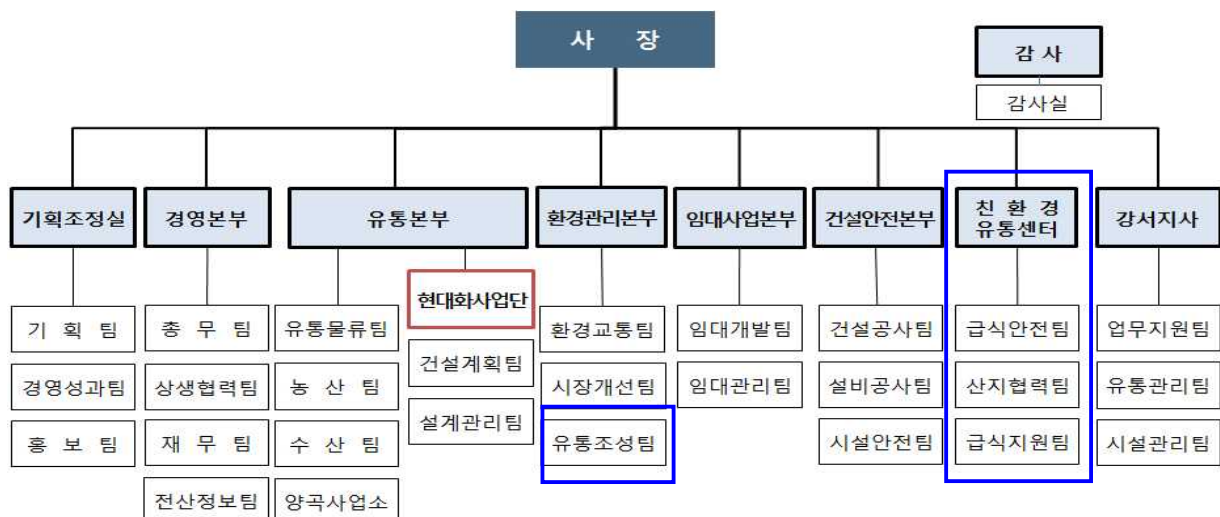 사 장
감 사
감사실
기획조정실
경영본부
유통본부
환경관리본부
임대사업본부
건설안전본부
친 환 경
유통센터
강서지사
현대화사업단
기 획 팀
총 무 팀
유통물류팀
환경교통팀
임대개발팀
건설공사팀
급식안전팀
업무지원팀
건설계획팀
경영성과팀
상생협력팀
농 산 팀
시장개선팀
임대관리팀
설비공사팀
산지협력팀
유통관리팀
설계관리팀
홍 보 팀
재 무 팀
수 산 팀
유통조성팀
시설안전팀
급식지원팀
시설관리팀
전산정보팀
양곡사업소